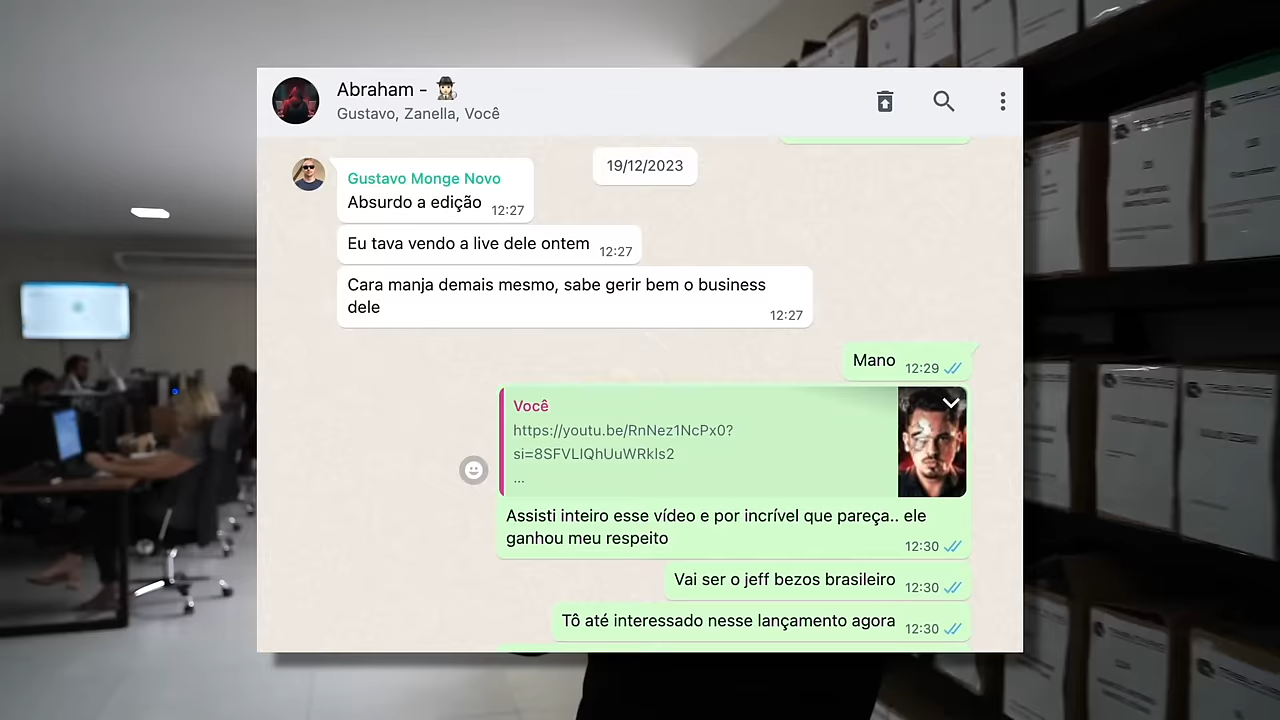 Abraham - 🕵🏻
Gustavo, Zanella, Você
19/12/2023
Gustavo Monge Novo
Absurdo a edição 12:27
Eu tava vendo a live dele ontem 12:27
Cara manja demais mesmo, sabe gerir bem o business
dele 12:27
Mano 12:29
Você
https://youtu.be/RnNez1NcPx0?
si=8SFVLIQhUuWRkIs2
...
Assisti inteiro esse vídeo e por incrível que pareça.. ele
ganhou meu respeito 12:30
Vai ser o jeff bezos brasileiro 12:30
Tô até interessado nesse lançamento agora 12:30